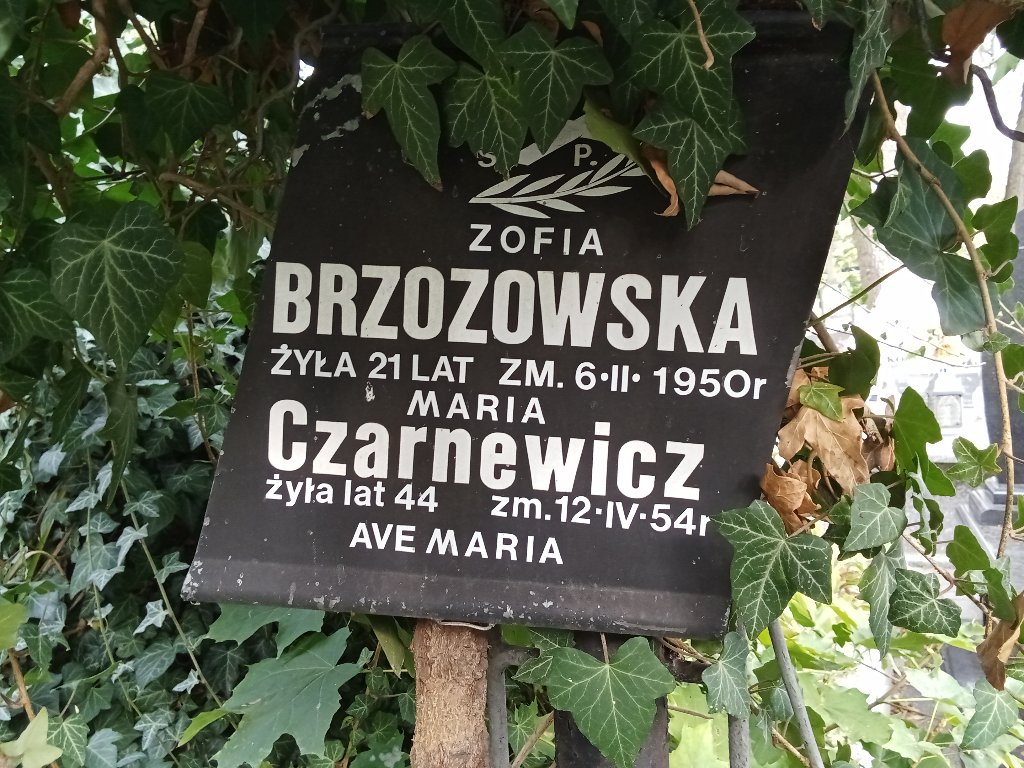 S. P.
ZOFIA
BRZOZOWSKA
ŻYŁA 21 LAT ZM. 6•II• 1950r
MARIA
Czarnewicz
żyła lat 44 zm.12•IV•54r
AVE MARIA